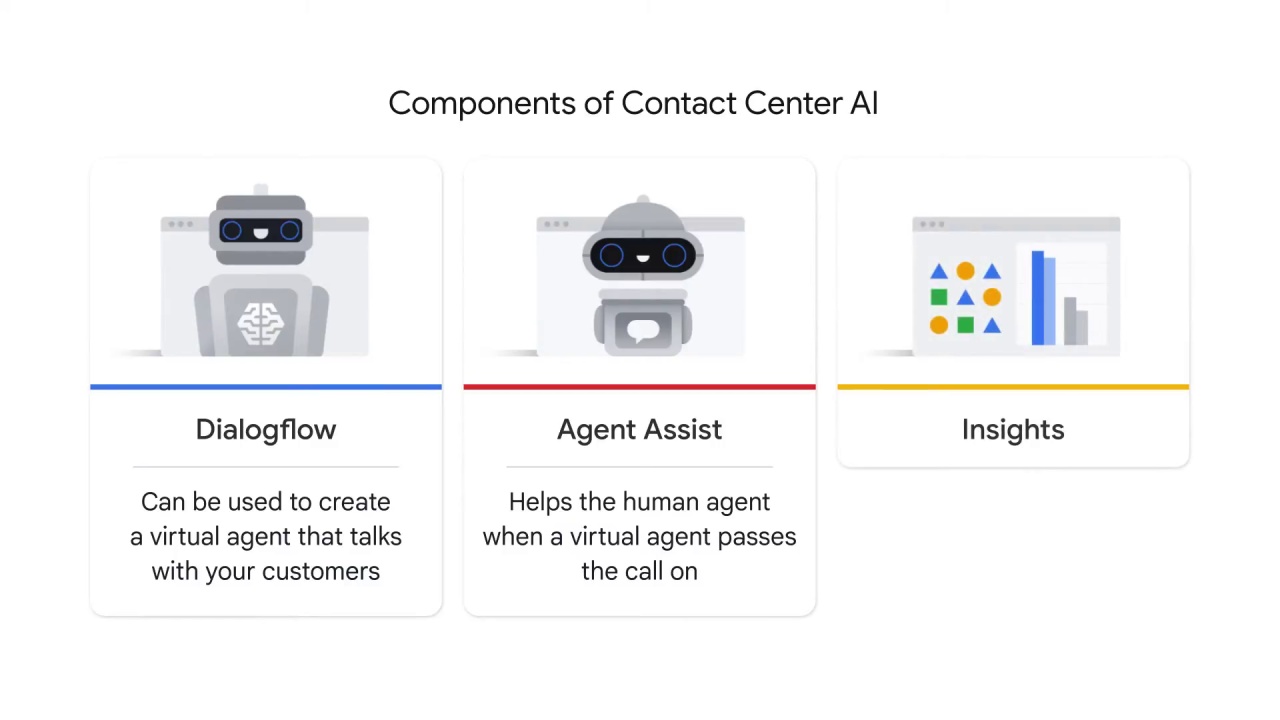 Components of Contact Center AI
Dialogflow
Can be used to create
a virtual agent that talks
with your customers
Agent Assist
Helps the human agent
when a virtual agent passes
the call on
Insights